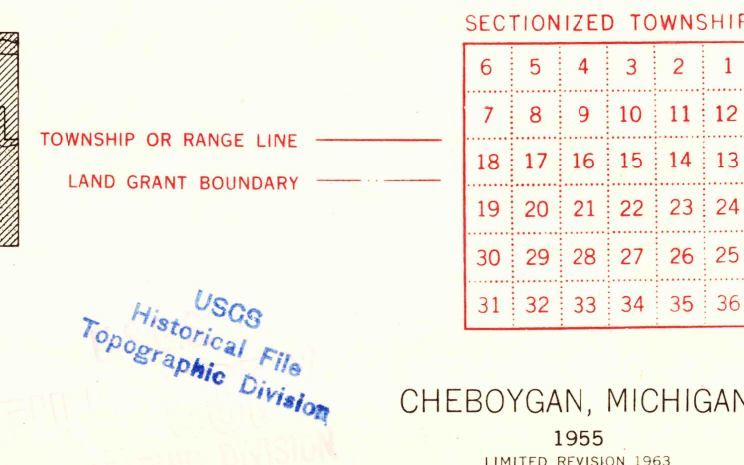 SECTIONIZED TOWNSHIP
6 5 4 3 2 1
7 8 9 10 11 12
18 17 16 15 14 13
19 20 21 22 23 24
30 29 28 27 26 25
31 32 33 34 35 36
TOWNSHIP OR RANGE LINE
LAND GRANT BOUNDARY
USGS
Historical File
Topographic Division
CHEBOYGAN, MICHIGAN
1955
LIMITED REVISION 1963